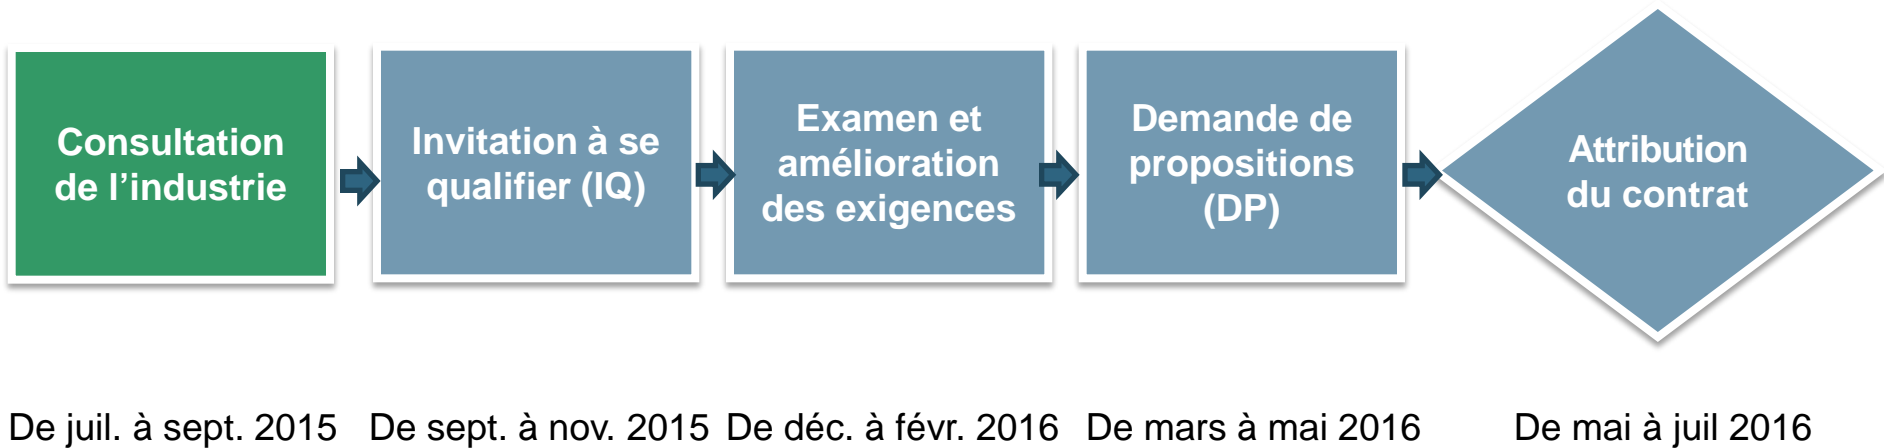 Consultation
de l’industrie
Invitation à se
qualifier (IQ)
Examen et
amélioration
des exigences
Demande de
propositions
(DP)
Attribution
du contrat
De juil. à sept. 2015
De sept. à nov. 2015
De déc. à févr. 2016
De mars à mai 2016
De mai à juil 2016